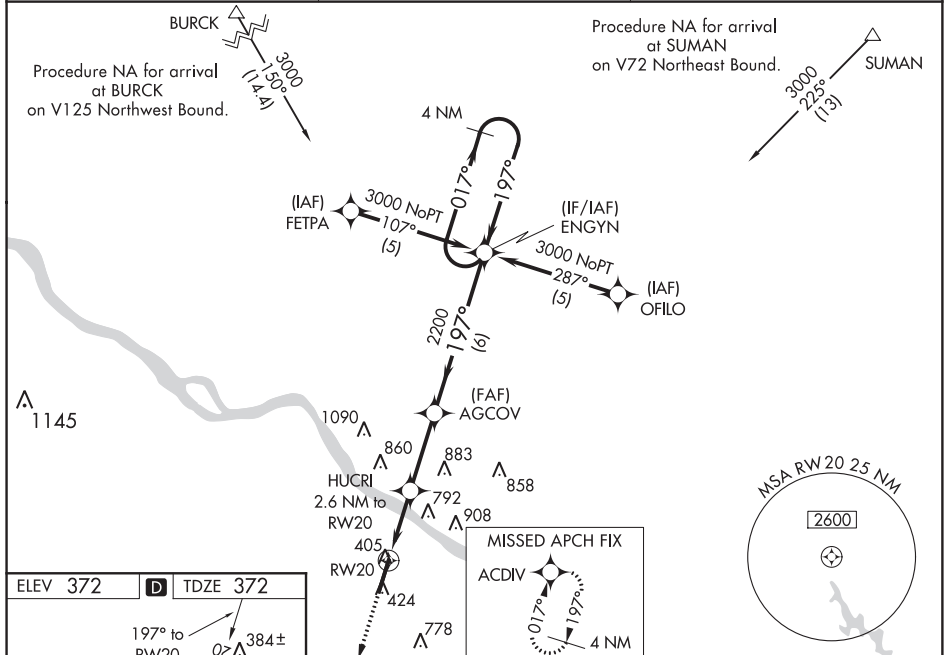 BURCK
3000
150°
(14.4)
Procedure NA for arrival
at BURCK
on V125 Northwest Bound.
Procedure NA for arrival
at SUMAN
on V72 Northeast Bound.
SUMAN
3000
225°
(13)
4 NM
017°
197°
(IAF)
FETPA
3000 NoPT
107°
(5)
(IF/IAF)
ENGYN
3000 NoPT
287°
(5)
(IAF)
OFILO
2200
197°
(6)
(FAF)
AGCOV
1145
1090
860
883
858
HUCRI
2.6 NM to
RW20
792
908
405
RW20
424
778
MSA RW20 25 NM
2600
MISSED APCH FIX
ACDIV
017°
197°
4 NM
ELEV 372
D
TDZE 372
197° to
RW20
384±